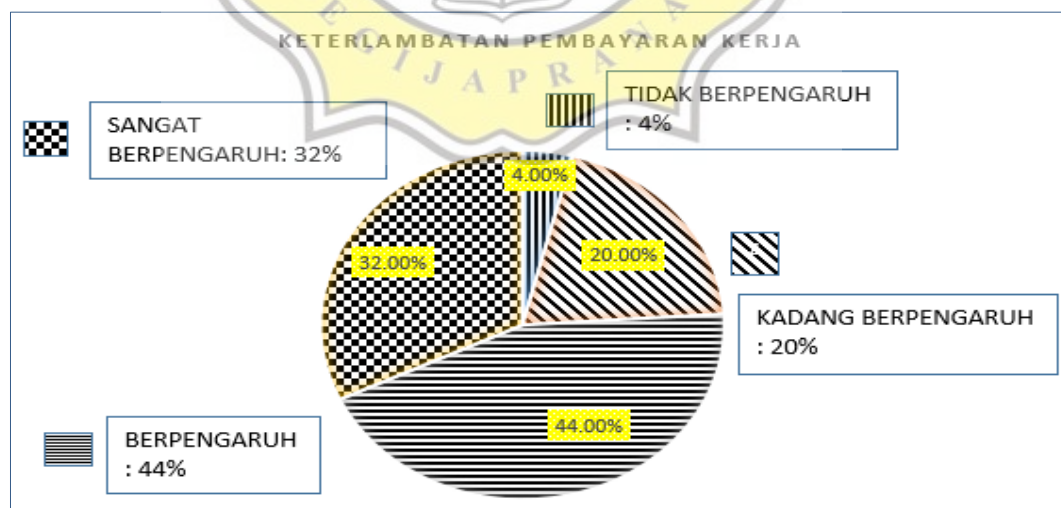 KETERLAMBATAN PEMBAYARAN KERJA
EGIJAPRANA
TIDAK BERPENGARUH
: 4%
SANGAT
BERPENGARUH: 32%
4.00%
32.00%
20.00%
KADANG BERPENGARUH
: 20%
44.00%
BERPENGARUH
: 44%